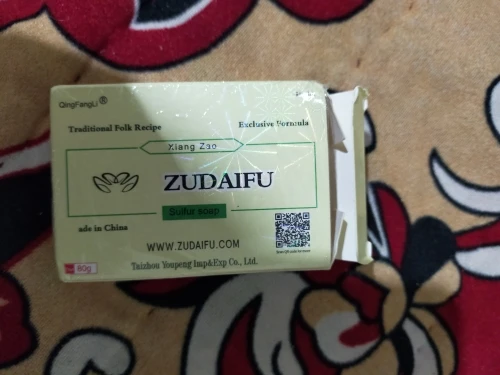 QingFangLi®
Traditional Folk Recipe
Exclusive Formula
Xiang Zao
ZUDAIFU
Sulfur soap
ade in China
WWW.ZUDAIFU.COM
Taizhou Youpeng Imp&Exp Co., Ltd.
80g